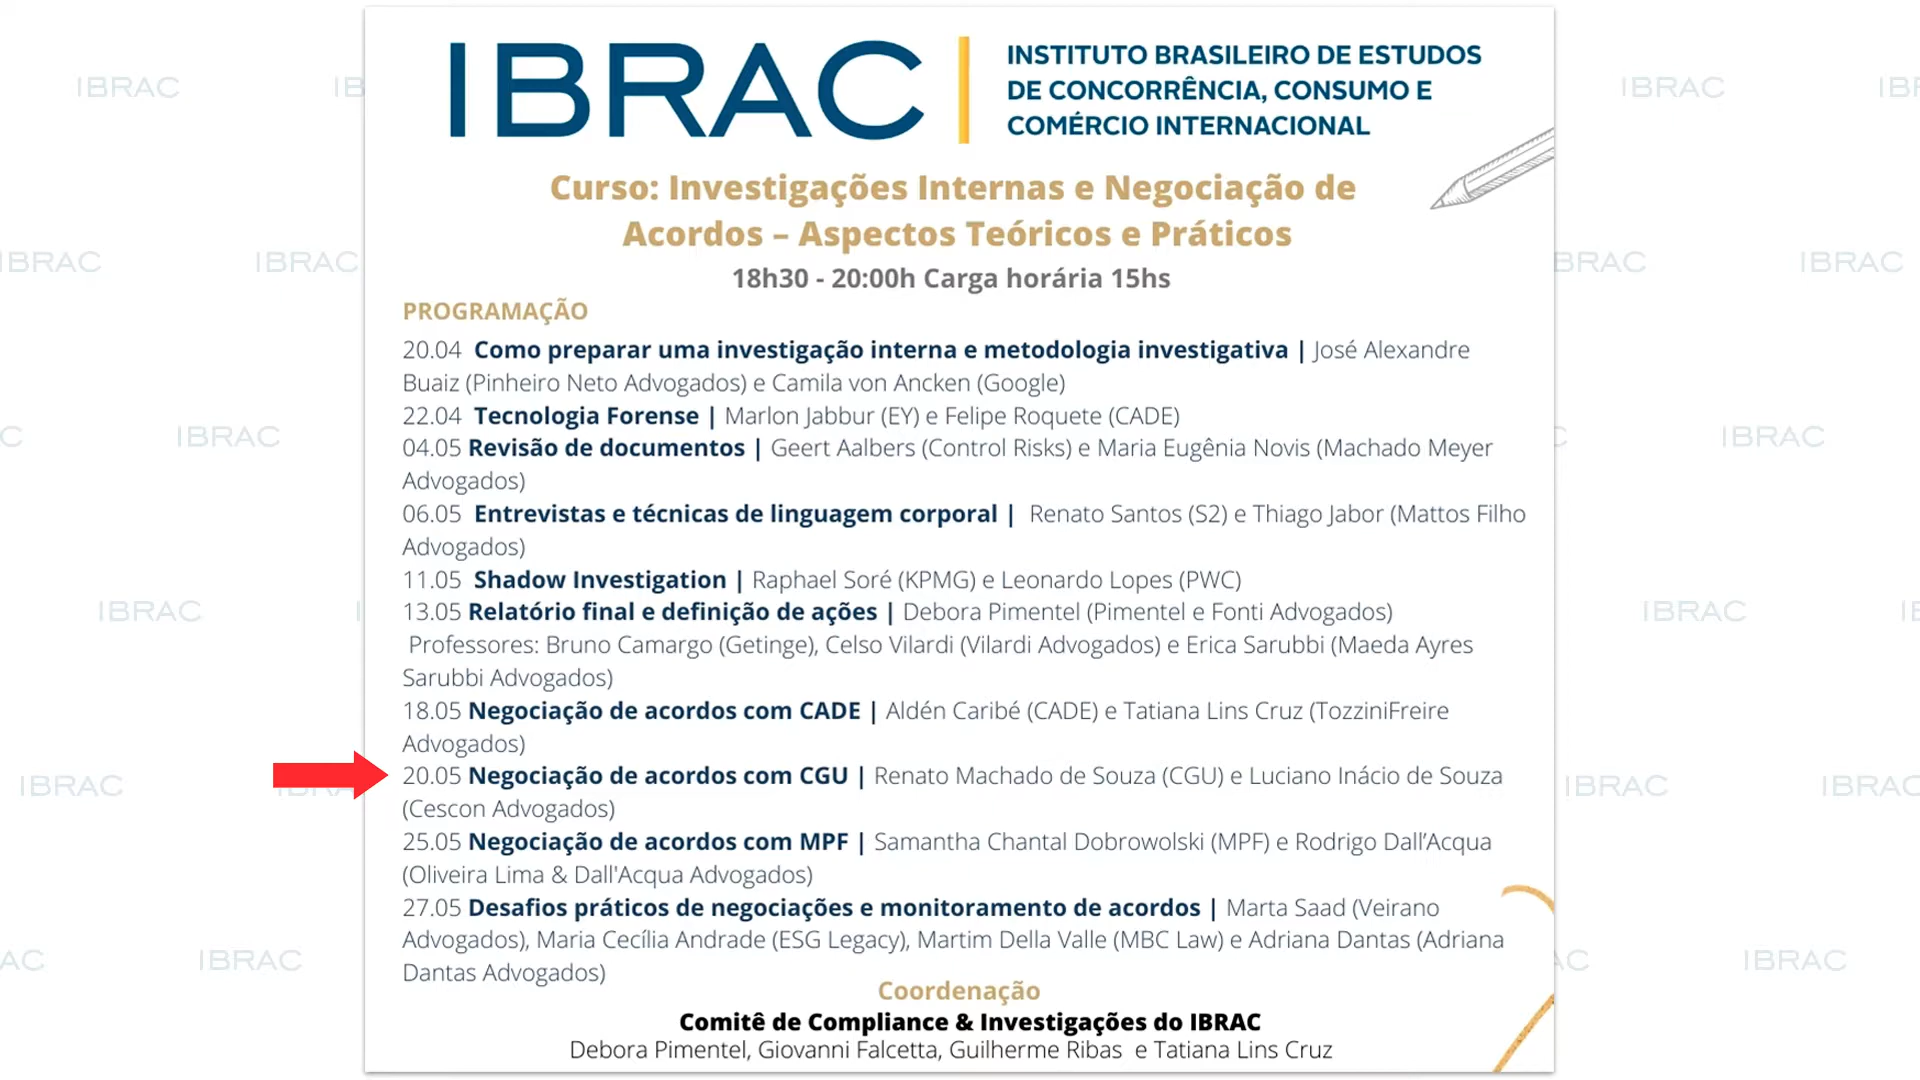 IBRAC
INSTITUTO BRASILEIRO DE ESTUDOS
DE CONCORRÊNCIA, CONSUMO E
COMÉRCIO INTERNACIONAL
Curso: Investigações Internas e Negociação de
Acordos – Aspectos Teóricos e Práticos
18h30 - 20:00h Carga horária 15hs
PROGRAMAÇÃO
20.04 Como preparar uma investigação interna e metodologia investigativa | José Alexandre
Buaiz (Pinheiro Neto Advogados) e Camila von Ancken (Google)
22.04 Tecnologia Forense | Marlon Jabbur (EY) e Felipe Roquete (CADE)
04.05 Revisão de documentos | Geert Aalbers (Control Risks) e Maria Eugênia Novis (Machado Meyer
Advogados)
06.05 Entrevistas e técnicas de linguagem corporal | Renato Santos (S2) e Thiago Jabor (Mattos Filho
Advogados)
11.05 Shadow Investigation | Raphael Soré (KPMG) e Leonardo Lopes (PWC)
13.05 Relatório final e definição de ações | Debora Pimentel (Pimentel e Fonti Advogados)
Professores: Bruno Camargo (Getinge), Celso Vilardi (Vilardi Advogados) e Erica Sarubbi (Maeda Ayres
Sarubbi Advogados)
18.05 Negociação de acordos com CADE | Aldén Caribé (CADE) e Tatiana Lins Cruz (TozziniFreire
Advogados)
20.05 Negociação de acordos com CGU | Renato Machado de Souza (CGU) e Luciano Inácio de Souza
(Cescon Advogados)
25.05 Negociação de acordos com MPF | Samantha Chantal Dobrowolski (MPF) e Rodrigo Dall’Acqua
(Oliveira Lima & Dall'Acqua Advogados)
27.05 Desafios práticos de negociações e monitoramento de acordos | Marta Saad (Veirano
Advogados), Maria Cecília Andrade (ESG Legacy), Martim Della Valle (MBC Law) e Adriana Dantas (Adriana
Dantas Advogados)
Coordenação
Comitê de Compliance & Investigações do IBRAC
Debora Pimentel, Giovanni Falcetta, Guilherme Ribas e Tatiana Lins Cruz